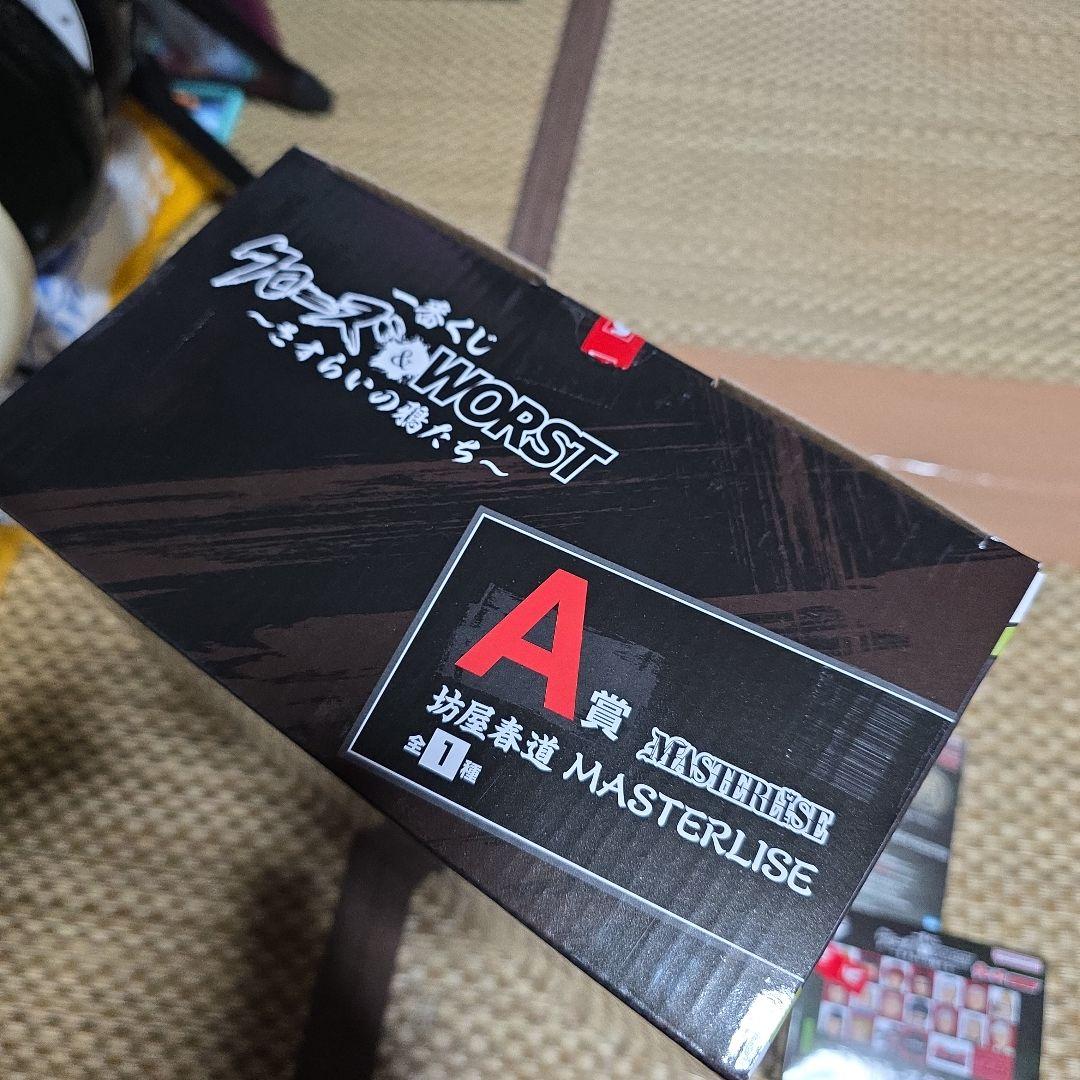 一番くじ
クローズ&WORST
〜さすらいの鴉たち〜
A賞
MASTERLISE
坊屋春道 MASTERLISE
全1種